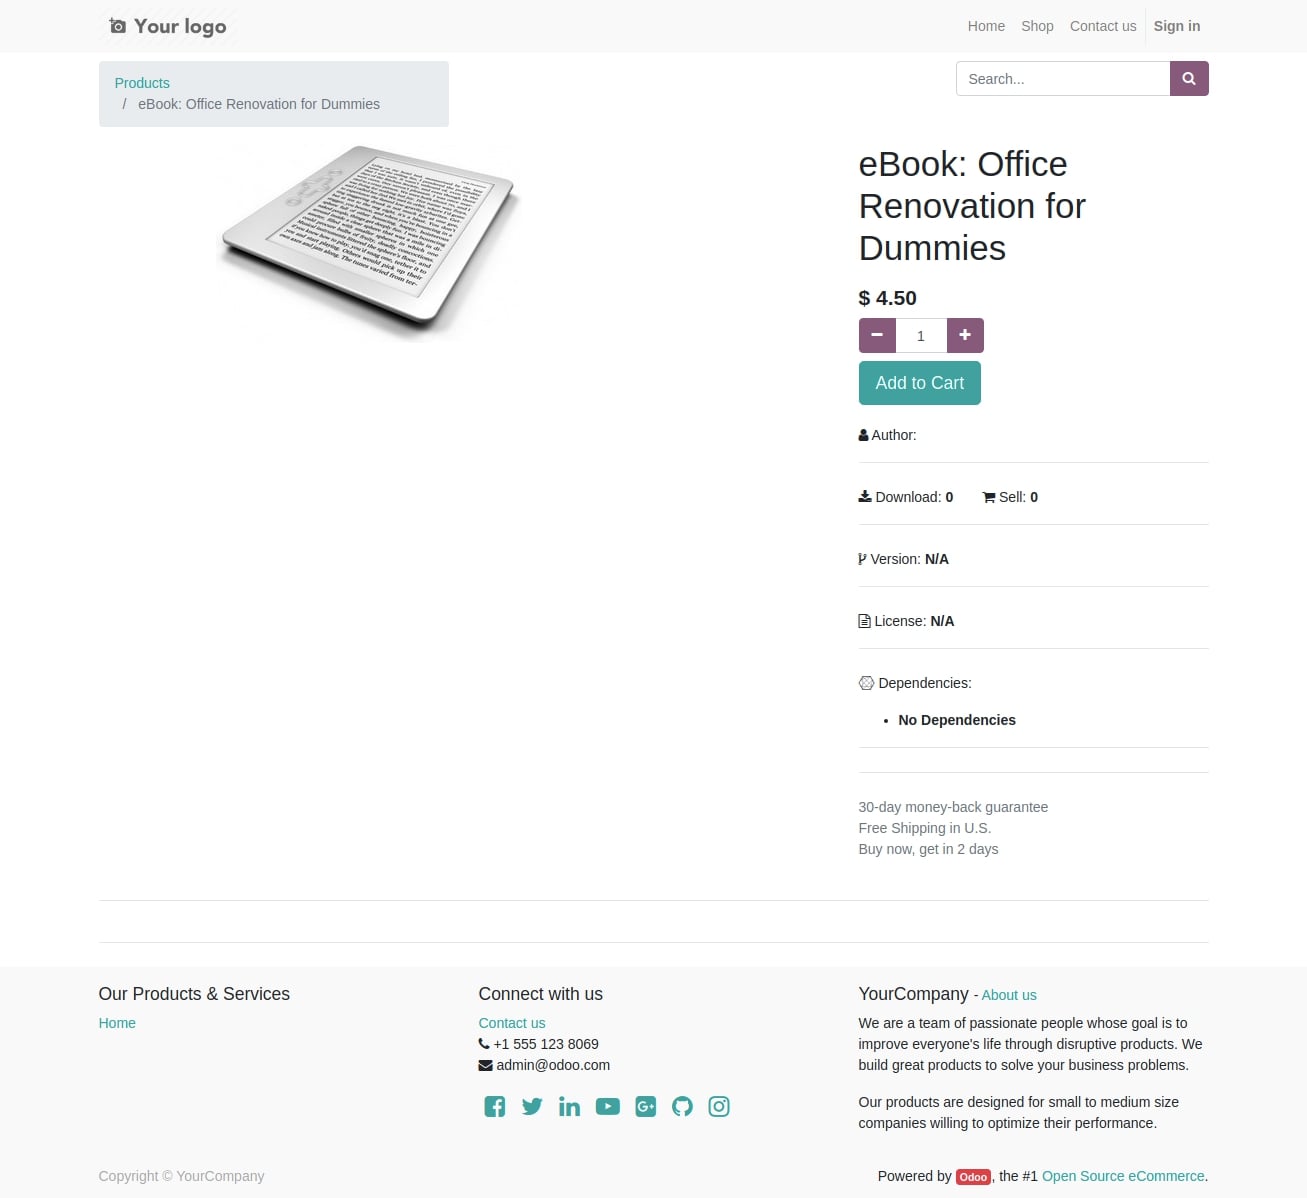 Your logo
Home
Shop
Contact us
Sign in
Products
/ eBook: Office Renovation for Dummies
Search...
eBook: Office
Renovation for
Dummies
$ 4.50
1
Add to Cart
Author:
Download: 0
Sell: 0
Version: N/A
License: N/A
Dependencies:
• No Dependencies
30-day money-back guarantee
Free Shipping in U.S.
Buy now, get in 2 days
Our Products & Services
Home
Connect with us
Contact us
+1 555 123 8069
admin@odoo.com
YourCompany - About us
We are a team of passionate people whose goal is to
improve everyone's life through disruptive products. We
build great products to solve your business problems.
Our products are designed for small to medium size
companies willing to optimize their performance.
Copyright © YourCompany
Powered by Odoo, the #1 Open Source eCommerce.